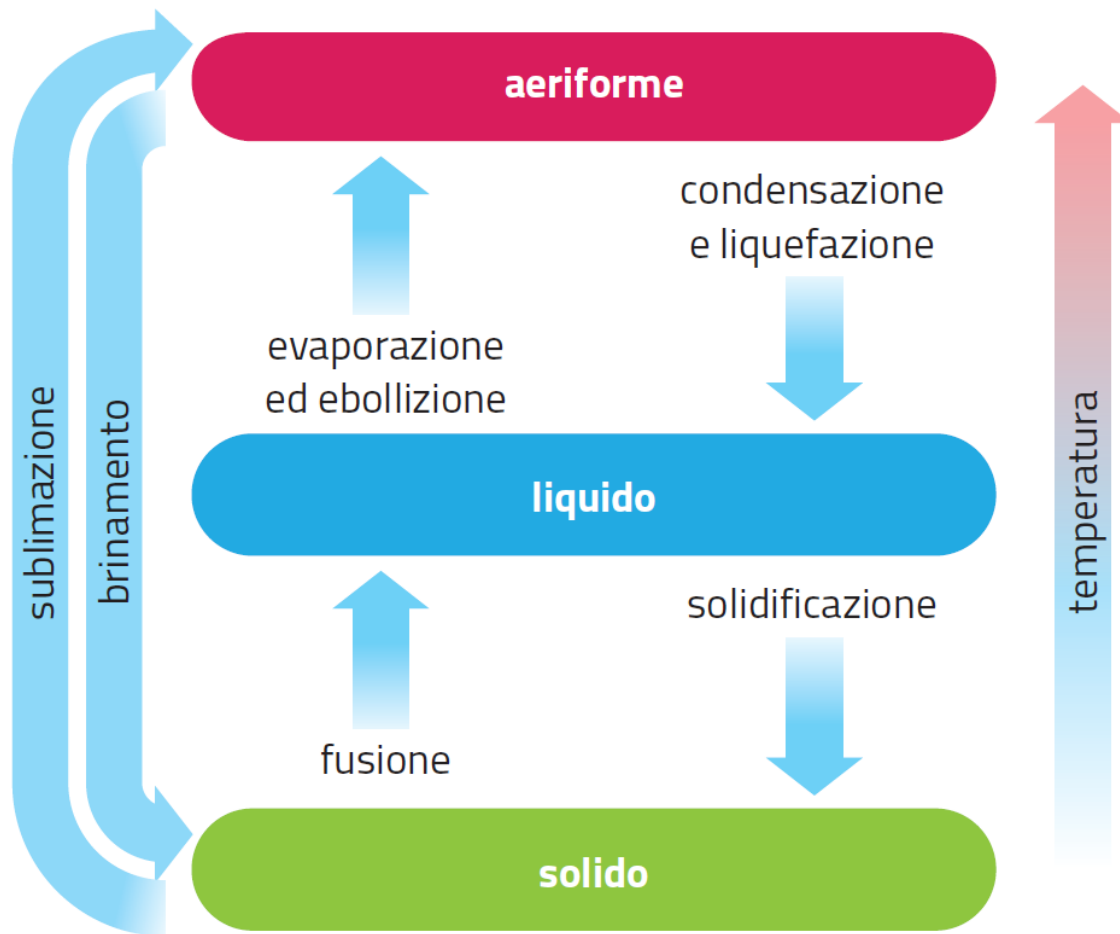 aeriforme
condensazione
e liquefazione
evaporazione
ed ebollizione
sublimazione
brinamento
temperatura
liquido
solidificazione
fusione
solido